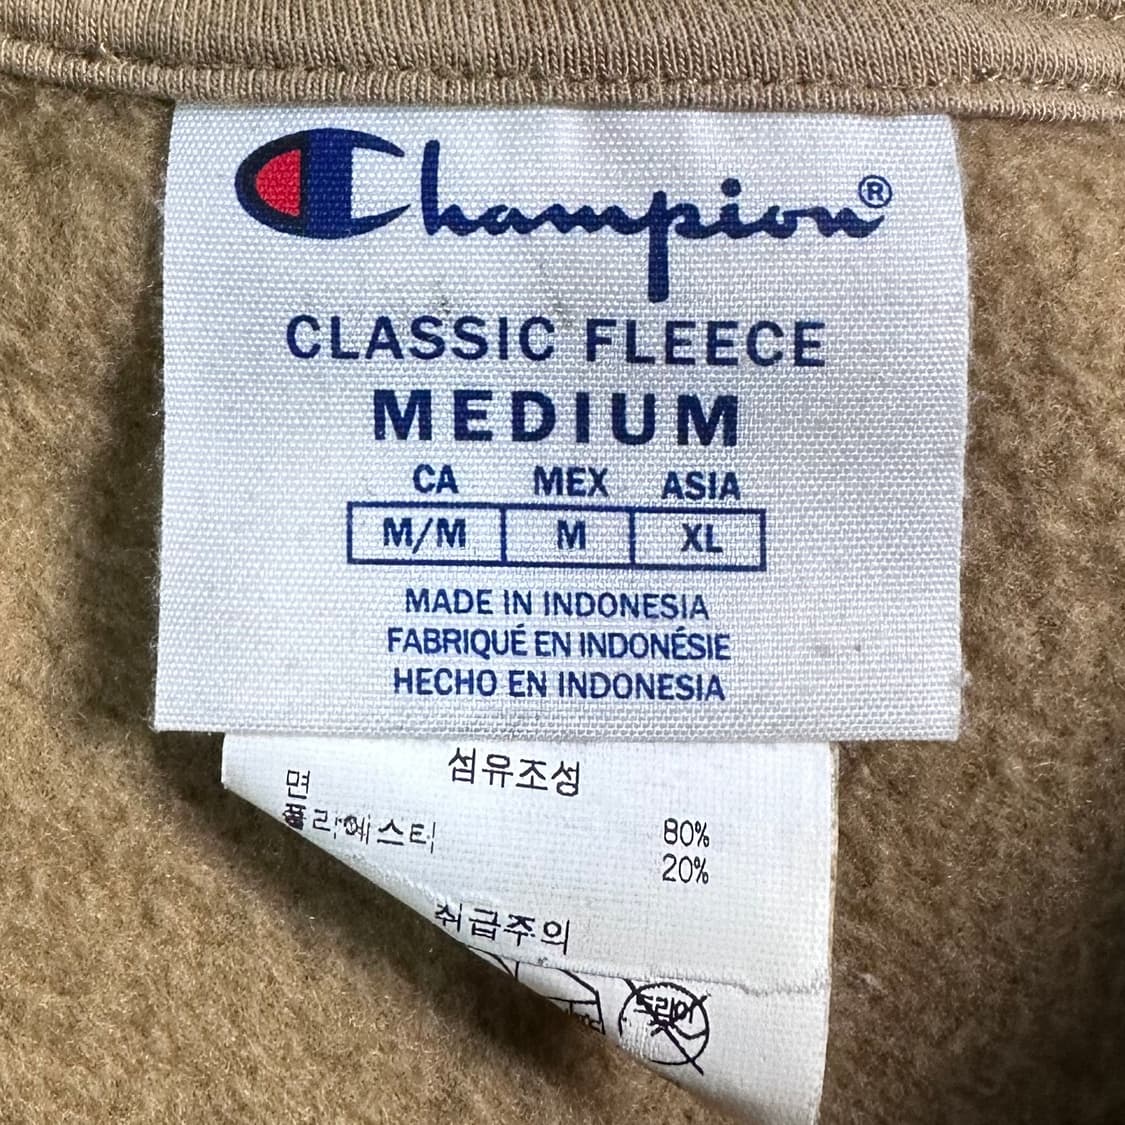 Champion®
CLASSIC FLEECE
MEDIUM
CA MEX ASIA
M/M M XL
MADE IN INDONESIA
FABRIQUÉ EN INDONÉSIE
HECHO EN INDONESIA
섬유조성
면 80%
폴리에스터 20%
취급주의
드라이